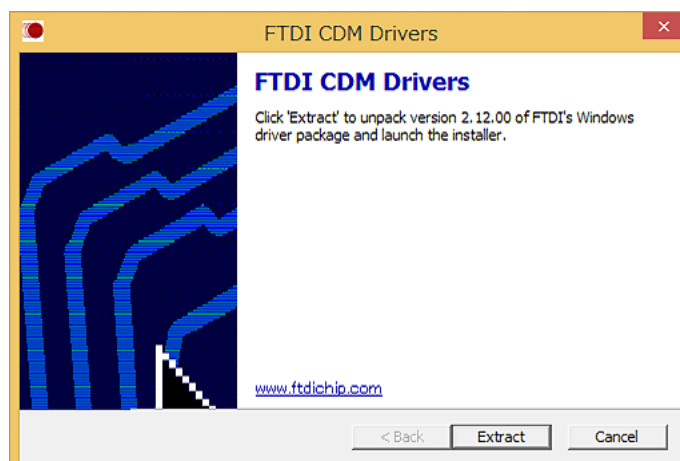 FTDI CDM Drivers
FTDI CDM Drivers
Click 'Extract' to unpack version 2.12.00 of FTDI's Windows
driver package and launch the installer.
www.ftdichip.com
< Back Extract Cancel